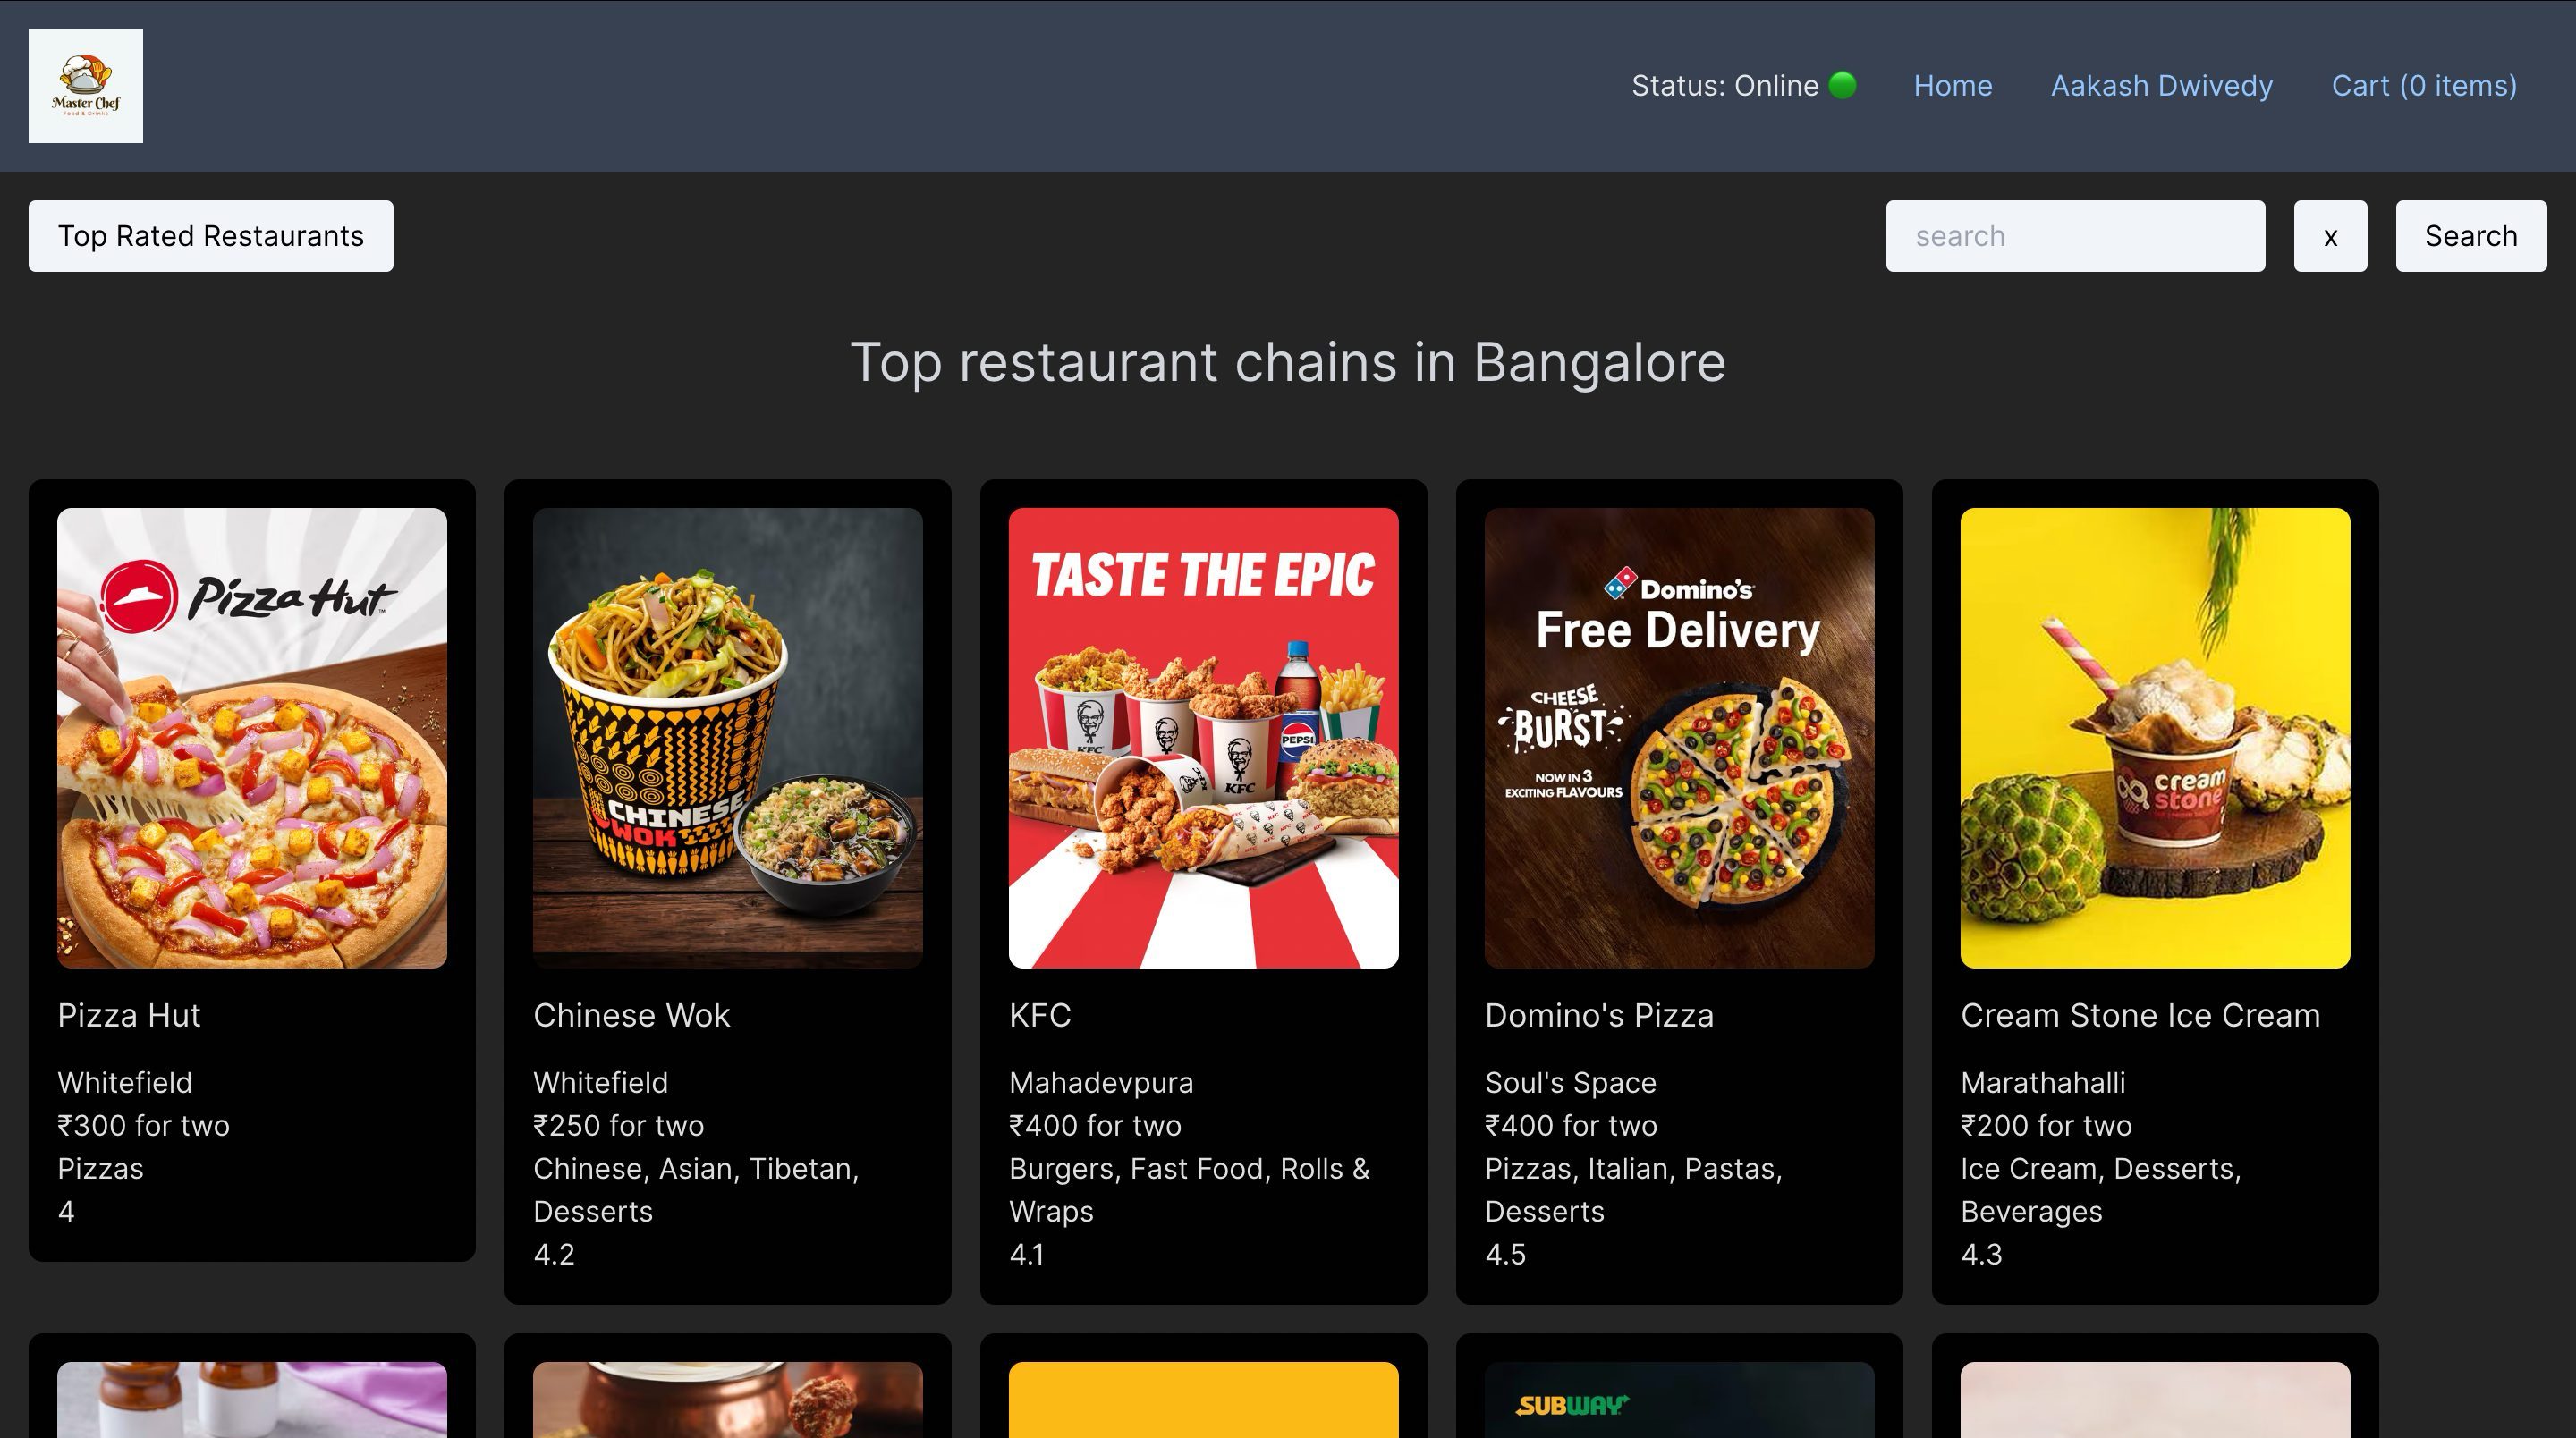 Master Chef
Food & Drinks
Status: Online
Home
Aakash Dwivedy
Cart (0 items)
Top Rated Restaurants
search
x
Search
Top restaurant chains in Bangalore
Pizza Hut
Pizza Hut
Whitefield
₹300 for two
Pizzas
4
CHINESE
WOK
Chinese Wok
Whitefield
₹250 for two
Chinese, Asian, Tibetan,
Desserts
4.2
TASTE THE EPIC
KFC
PEPSI
KFC
KFC
Mahadevpura
₹400 for two
Burgers, Fast Food, Rolls &
Wraps
4.1
Domino's
Free Delivery
CHEESE
BURST
NOW IN 3
EXCITING FLAVOURS
Domino's Pizza
Soul's Space
₹400 for two
Pizzas, Italian, Pastas,
Desserts
4.5
cream
stone
Cream Stone Ice Cream
Marathahalli
₹200 for two
Ice Cream, Desserts,
Beverages
4.3
SUBWAY